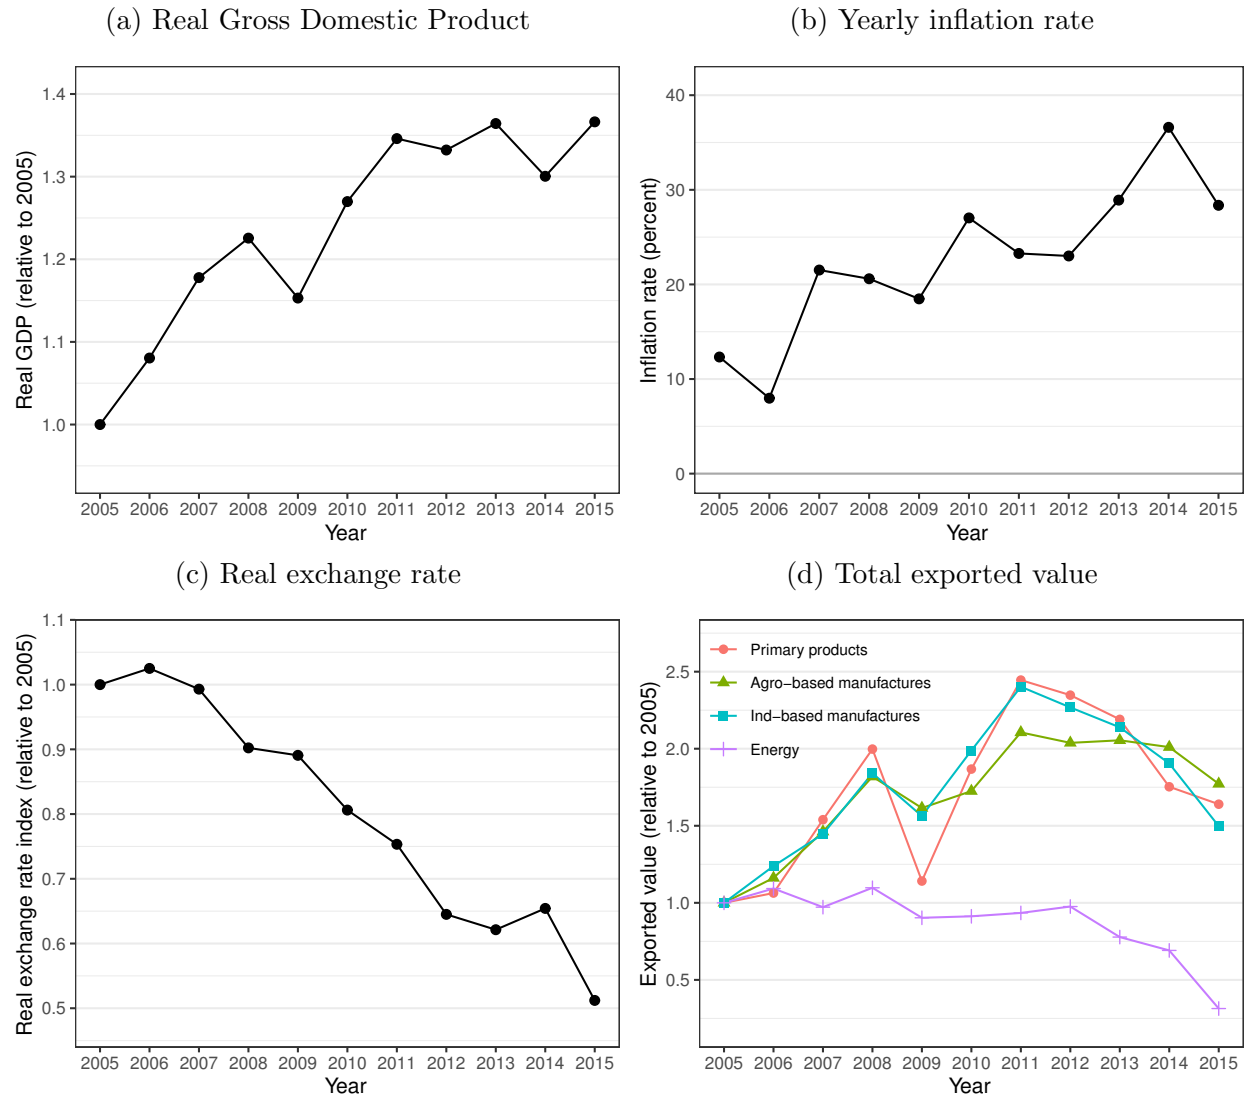 (a) Real Gross Domestic Product
Real GDP (relative to 2005)
1.4
1.3
1.2
1.1
1.0
2005 2006 2007 2008 2009 2010 2011 2012 2013 2014 2015
Year
(b) Yearly inflation rate
Inflation rate (percent)
40
30
20
10
0
2005 2006 2007 2008 2009 2010 2011 2012 2013 2014 2015
Year
(c) Real exchange rate
Real exchange rate index (relative to 2005)
1.1
1.0
0.9
0.8
0.7
0.6
0.5
2005 2006 2007 2008 2009 2010 2011 2012 2013 2014 2015
Year
(d) Total exported value
Exported value (relative to 2005)
2.5
2.0
1.5
1.0
0.5
Primary products
Agro−based manufactures
Ind−based manufactures
Energy
2005 2006 2007 2008 2009 2010 2011 2012 2013 2014 2015
Year